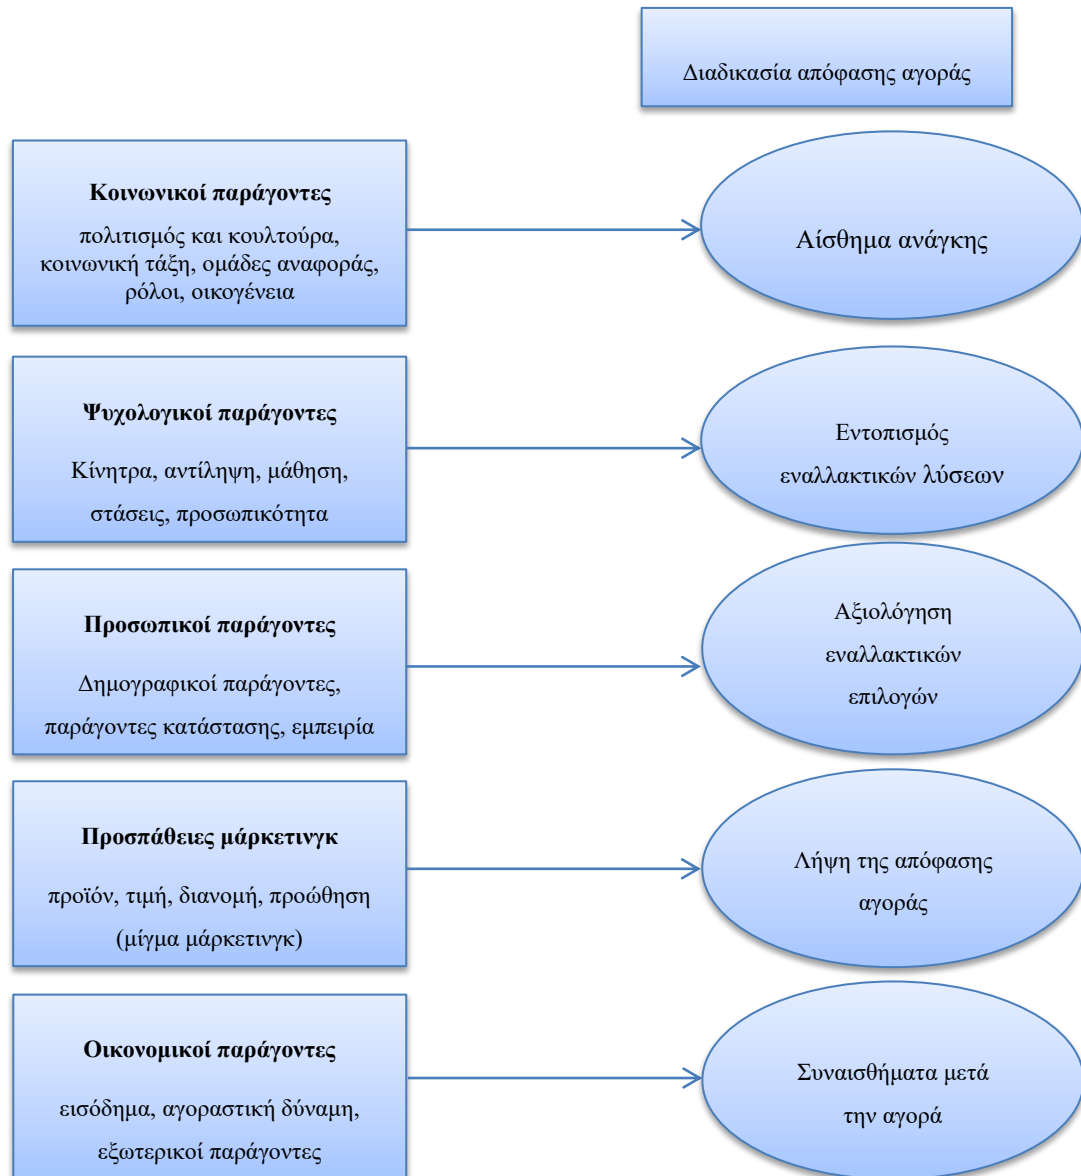 Διαδικασία απόφασης αγοράς
Κοινωνικοί παράγοντες
πολιτισμός και κουλτούρα,
κοινωνική τάξη, ομάδες αναφοράς,
ρόλοι, οικογένεια
Αίσθημα ανάγκης
Ψυχολογικοί παράγοντες
Κίνητρα, αντίληψη, μάθηση,
στάσεις, προσωπικότητα
Εντοπισμός
εναλλακτικών λύσεων
Προσωπικοί παράγοντες
Δημογραφικοί παράγοντες,
παράγοντες κατάστασης, εμπειρία
Αξιολόγηση
εναλλακτικών
επιλογών
Προσπάθειες μάρκετινγκ
προϊόν, τιμή, διανομή, προώθηση
(μίγμα μάρκετινγκ)
Λήψη της απόφασης
αγοράς
Οικονομικοί παράγοντες
εισόδημα, αγοραστική δύναμη,
εξωτερικοί παράγοντες
Συναισθήματα μετά
την αγορά